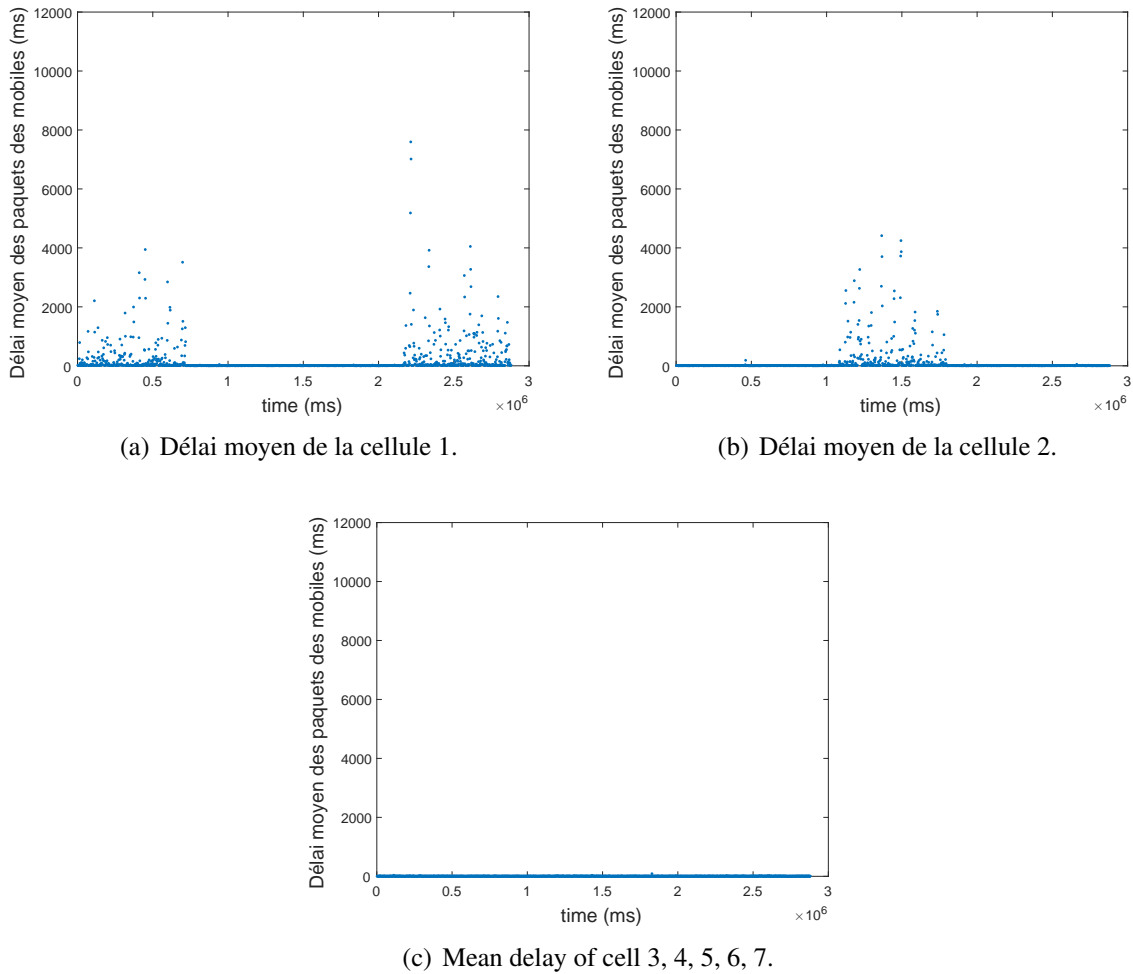 12000
10000
8000
6000
4000
2000
0
Délai moyen des paquets des mobiles (ms)
0 0.5 1 1.5 2 2.5 3
time (ms)
×10^6
(a) Délai moyen de la cellule 1.
12000
10000
8000
6000
4000
2000
0
Délai moyen des paquets des mobiles (ms)
0 0.5 1 1.5 2 2.5 3
time (ms)
×10^6
(b) Délai moyen de la cellule 2.
12000
10000
8000
6000
4000
2000
0
Délai moyen des paquets des mobiles (ms)
0 0.5 1 1.5 2 2.5 3
time (ms)
×10^6
(c) Mean delay of cell 3, 4, 5, 6, 7.